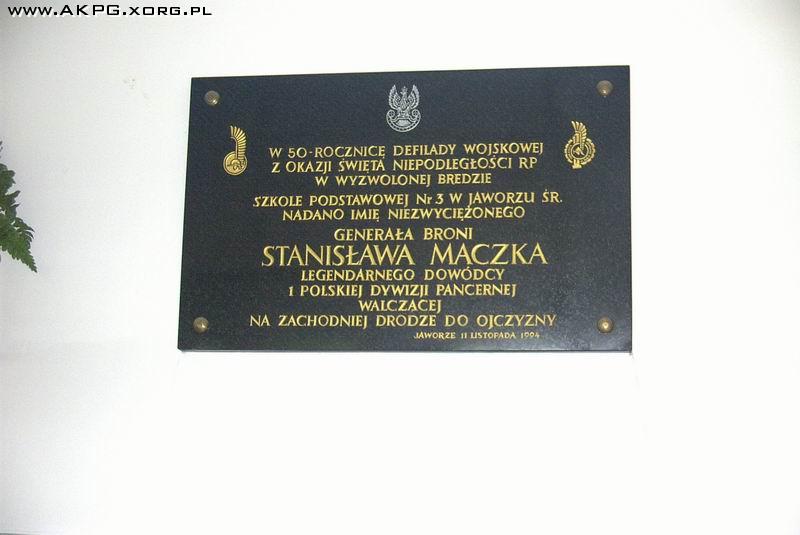 www.AKPG.xorg.pl
W 50-ROCZNICĘ DEFILADY WOJSKOWEJ
Z OKAZJI ŚWIĘTA NIEPODLEGŁOŚCI RP
W WYZWOLONEJ BREDZIE
SZKOLE PODSTAWOWEJ Nr 3 W JAWORZU ŚR.
NADANO IMIĘ NIEZWYCIĘŻONEGO
GENERAŁA BRONI
STANISŁAWA MACZKA
LEGENDARNEGO DOWÓDCY
1 POLSKIEJ DYWIZJI PANCERNEJ
WALCZĄCEJ
NA ZACHODNIEJ DRODZE DO OJCZYZNY
JAWORZE 11 LISTOPADA 1994